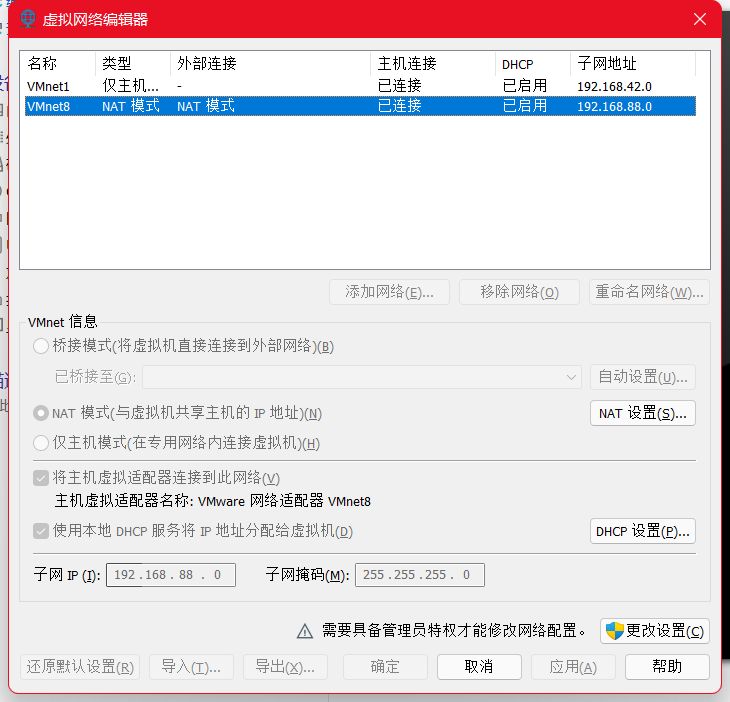 虚拟网络编辑器
名称 类型 外部连接 主机连接 DHCP 子网地址
VMnet1 仅主机... - 已连接 已启用 192.168.42.0
VMnet8 NAT 模式 NAT 模式 已连接 已启用 192.168.88.0
添加网络(E)... 移除网络(O) 重命名网络(W)...
VMnet 信息
桥接模式(将虚拟机直接连接到外部网络)(B)
已桥接至(G): 自动设置(U)...
NAT 模式(与虚拟机共享主机的 IP 地址)(N) NAT 设置(S)...
仅主机模式(在专用网络内连接虚拟机)(H)
将主机虚拟适配器连接到此网络(V)
主机虚拟适配器名称: VMware 网络适配器 VMnet8
使用本地 DHCP 服务将 IP 地址分配给虚拟机(D) DHCP 设置(P)...
子网 IP (I): 192 .168 . 88 . 0 子网掩码(M): 255 .255 .255 . 0
需要具备管理员特权才能修改网络配置。 更改设置(C)
还原默认设置(R) 导入(T)... 导出(X)... 确定 取消 应用(A) 帮助